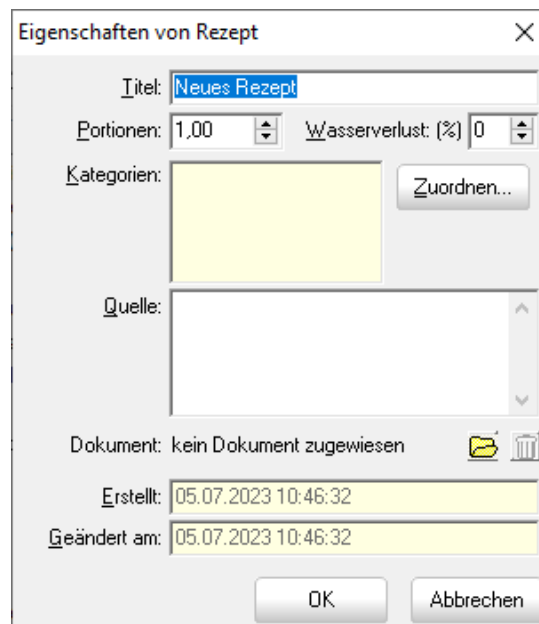 Eigenschaften von Rezept
Titel: Neues Rezept
Portionen: 1,00 Wasserverlust: (%) 0
Kategorien: Zuordnen...
Quelle:
Dokument: kein Dokument zugewiesen
Erstellt: 05.07.2023 10:46:32
Geändert am: 05.07.2023 10:46:32
OK Abbrechen